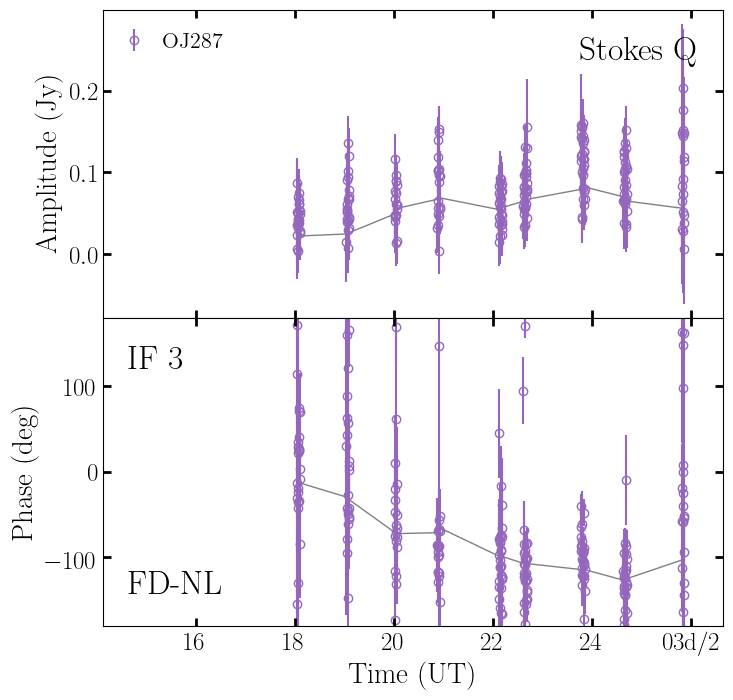 OJ287
Stokes Q
Amplitude (Jy)
0.2
0.1
0.0
IF 3
FD-NL
Phase (deg)
100
0
−100
16 18 20 22 24 03d/2
Time (UT)